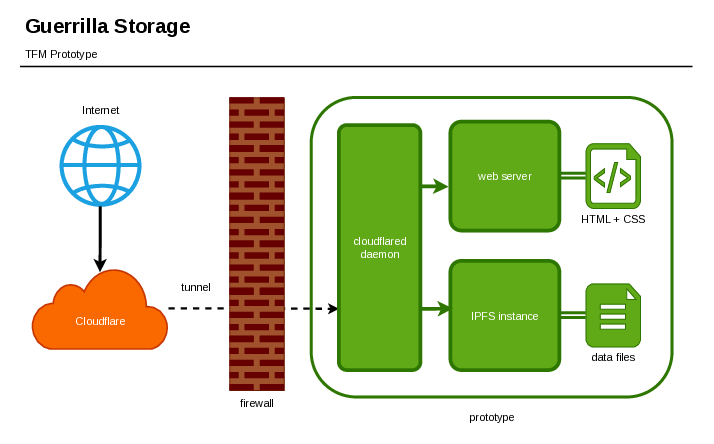 Guerrilla Storage
TFM Prototype
Internet
Cloudflare
tunnel
firewall
cloudflared
daemon
web server
</>
HTML + CSS
IPFS instance
data files
prototype